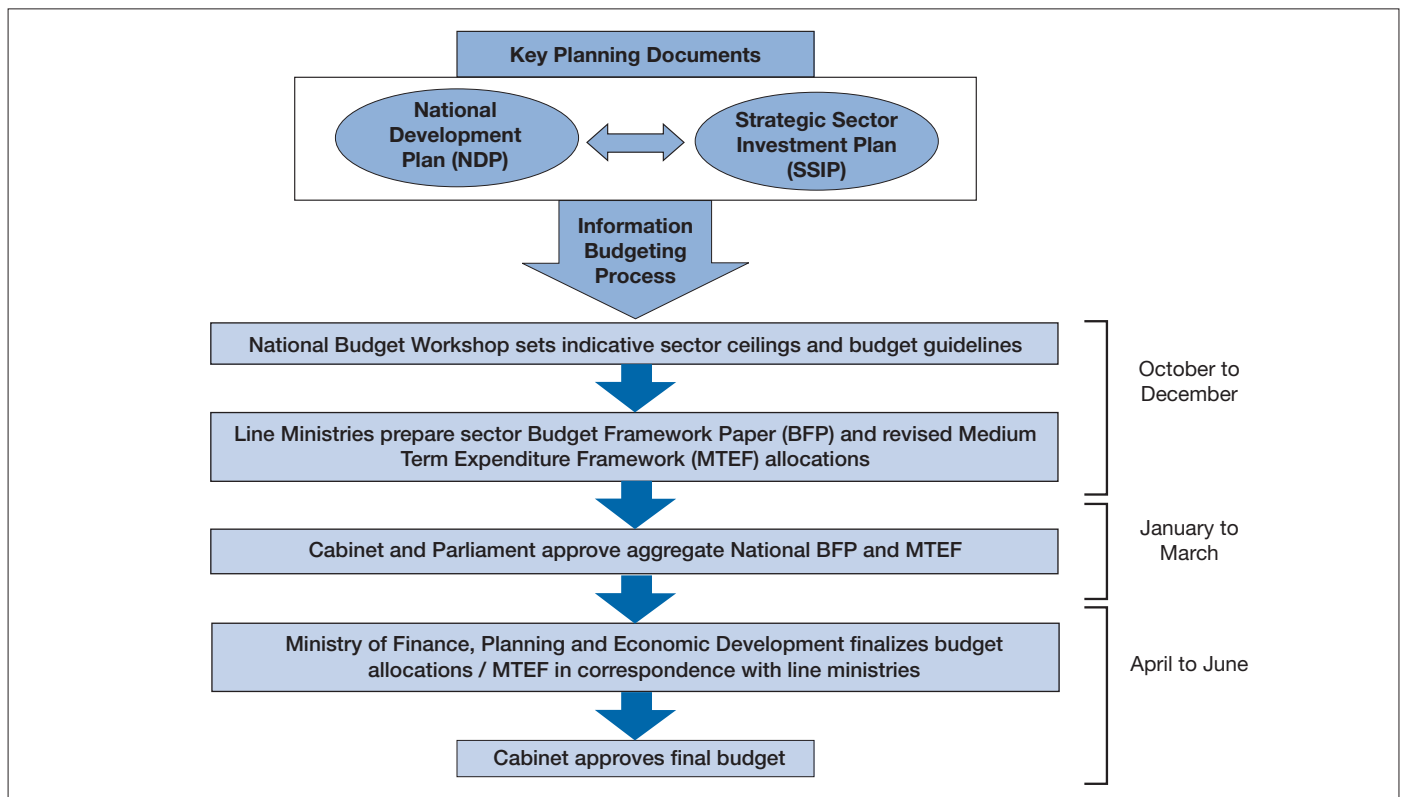 Key Planning Documents
National
Development
Plan (NDP)
Strategic Sector
Investment Plan
(SSIP)
Information
Budgeting
Process
National Budget Workshop sets indicative sector ceilings and budget guidelines
October to
December
Line Ministries prepare sector Budget Framework Paper (BFP) and revised Medium
Term Expenditure Framework (MTEF) allocations
Cabinet and Parliament approve aggregate National BFP and MTEF
January to
March
Ministry of Finance, Planning and Economic Development finalizes budget
allocations / MTEF in correspondence with line ministries
April to June
Cabinet approves final budget